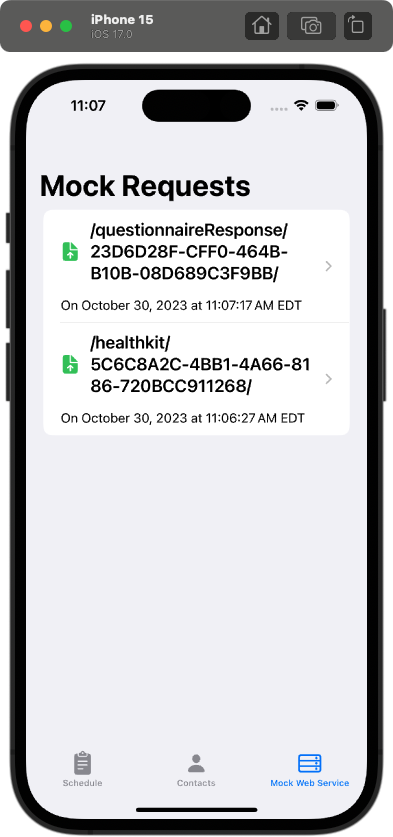 iPhone 15
iOS 17.0
11:07
Mock Requests
/questionnaireResponse/
23D6D28F-CFF0-464B-
B10B-08D689C3F9BB/
On October 30, 2023 at 11:07:17 AM EDT
/healthkit/
5C6C8A2C-4BB1-4A66-81
86-720BCC911268/
On October 30, 2023 at 11:06:27 AM EDT
Schedule
Contacts
Mock Web Service